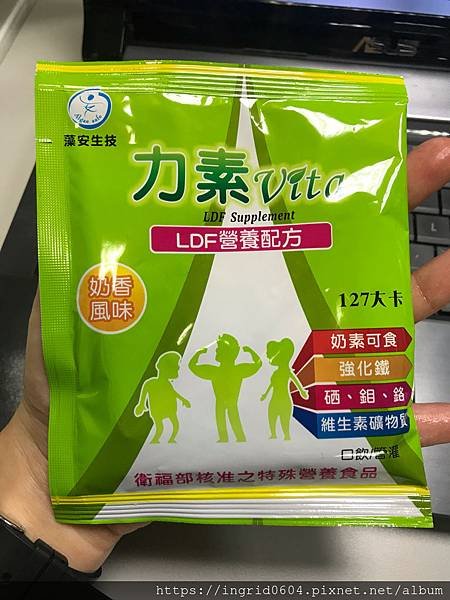 ASUS
Algae aide
藻安生技
力素Vita
LDF Supplement
LDF營養配方
奶香
風味
127大卡
奶素可食
強化鐵
硒、鉬、鉻
維生素礦物質
口飲/管灌
衛福部核准之特殊營養食品
https://ingrid0604.pixnet.net/album